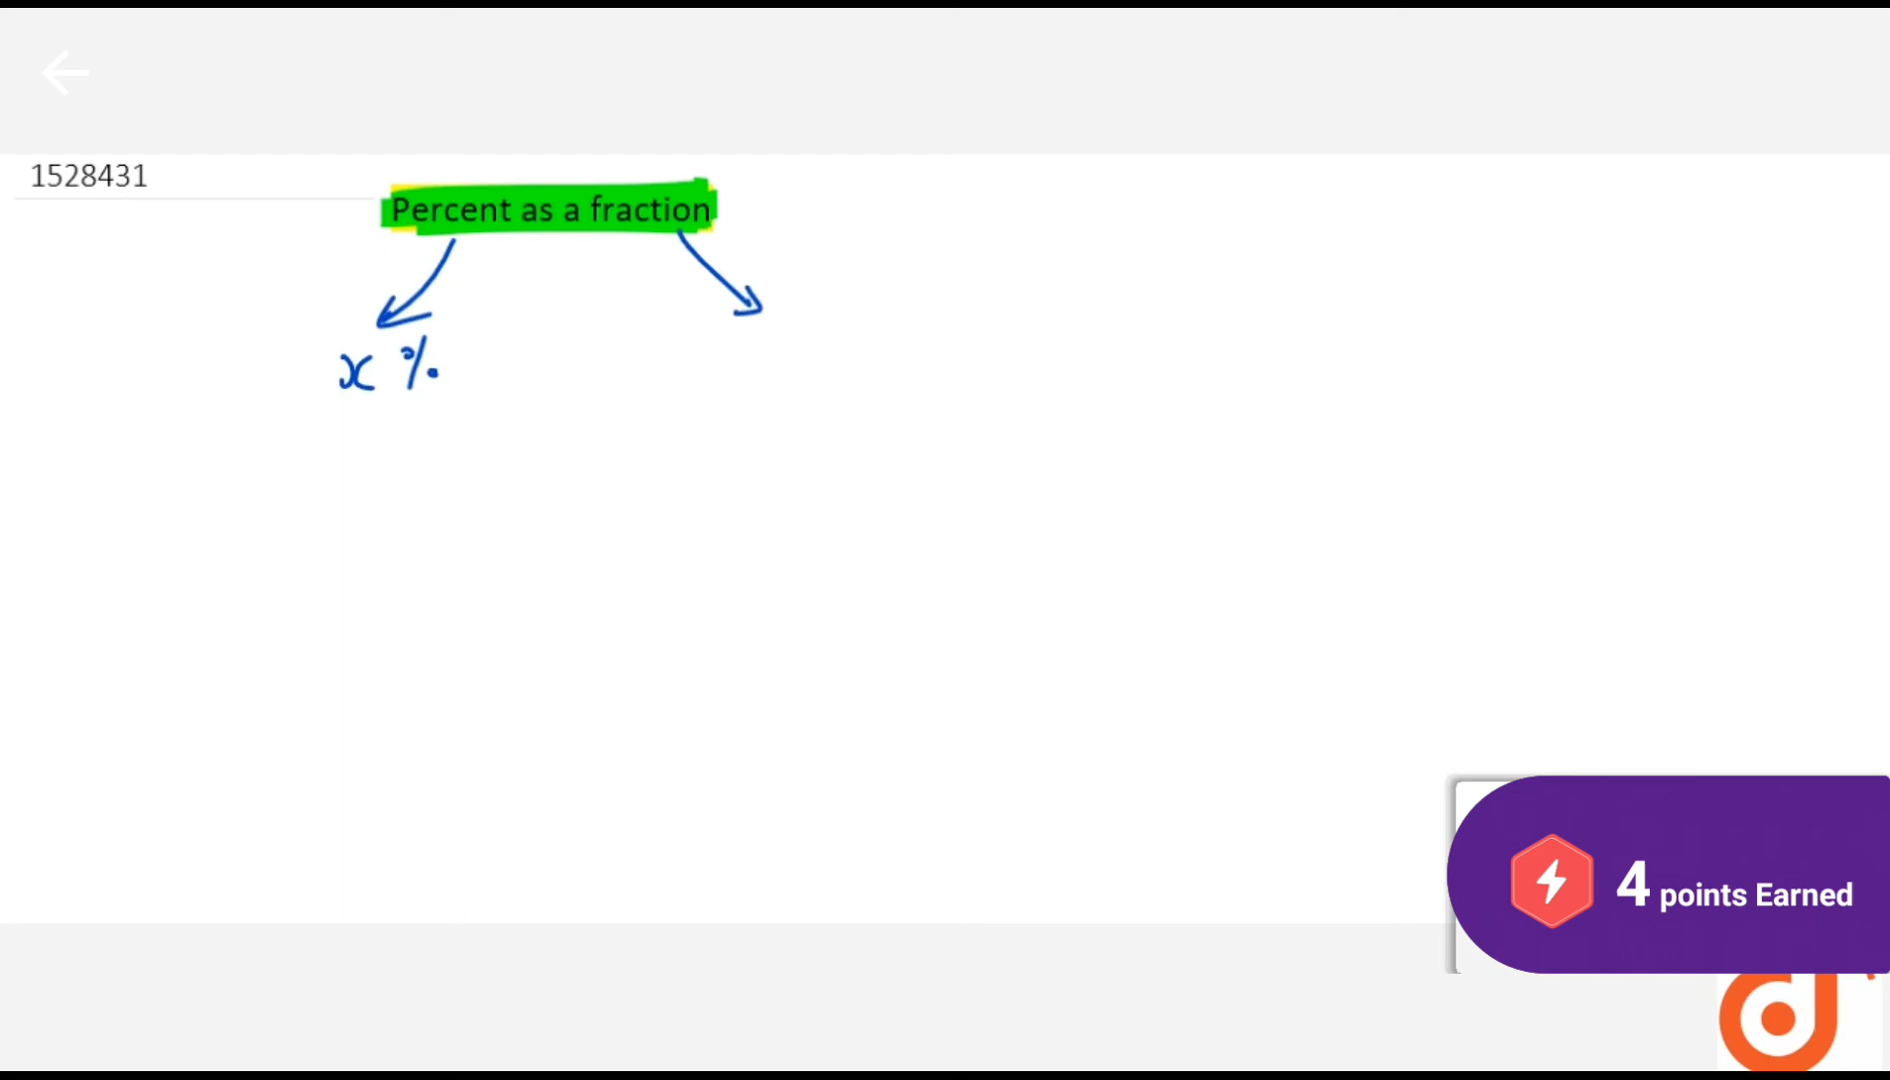 1528431
Percent as a fraction
x %
4 points Earned